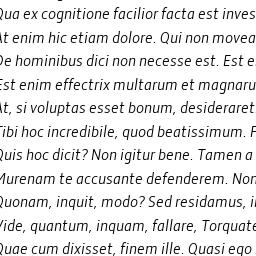 Qua ex cognitione facilior facta est inves
At enim hic etiam dolore. Qui non movea
De hominibus dici non necesse est. Est e
Est enim effectrix multarum et magnaru
At, si voluptas esset bonum, desideraret
Tibi hoc incredibile, quod beatissimum. F
Quis hoc dicit? Non igitur bene. Tamen a
Murenam te accusante defenderem. Non
Quonam, inquit, modo? Sed residamus, i
Vide, quantum, inquam, fallare, Torquate
Quae cum dixisset, finem ille. Quasi ego